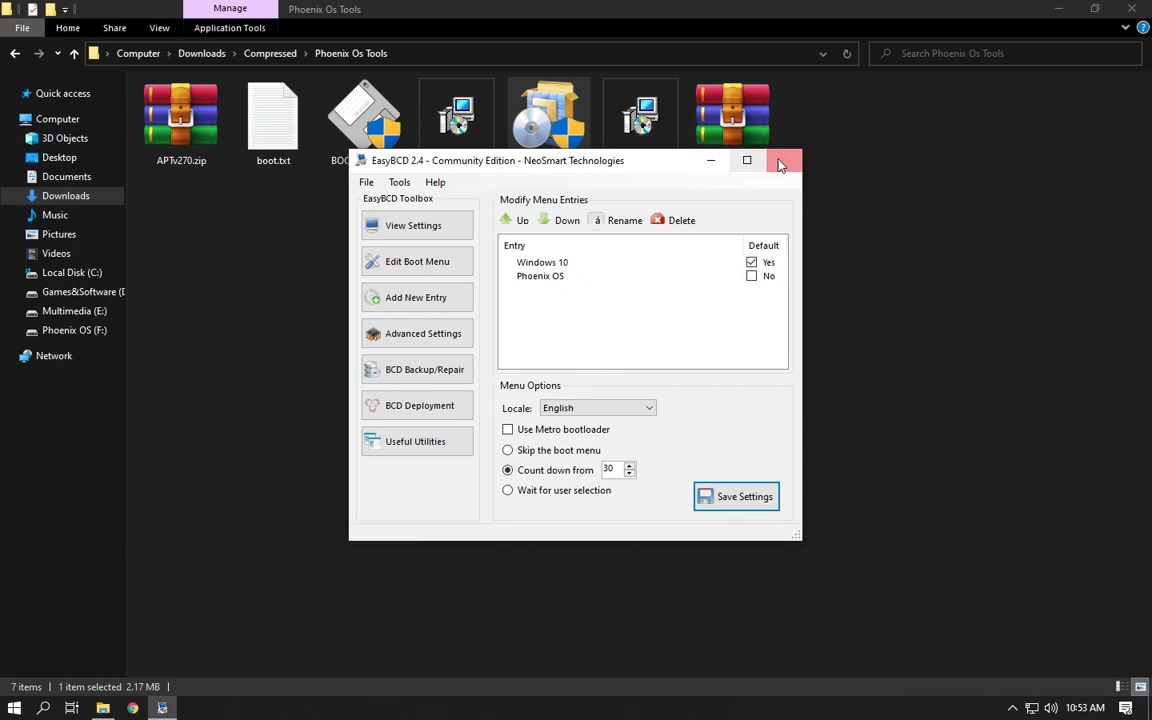 Manage
Phoenix Os Tools
File
Home
Share
View
Application Tools
Computer
Downloads
Compressed
Phoenix Os Tools
Search Phoenix Os Tools
Quick access
Computer
3D Objects
Desktop
Documents
Downloads
Music
Pictures
Videos
Local Disk (C:)
Games&Software (D
Multimedia (E:)
Phoenix OS (F:)
Network
APTv270.zip
boot.txt
BOO
EasyBCD 2.4 - Community Edition - NeoSmart Technologies
File
Tools
Help
EasyBCD Toolbox
View Settings
Edit Boot Menu
Add New Entry
Advanced Settings
BCD Backup/Repair
BCD Deployment
Useful Utilities
Modify Menu Entries
Up
Down
á Rename
Delete
Entry
Default
Windows 10
Yes
Phoenix OS
No
Menu Options
Locale:
English
Use Metro bootloader
Skip the boot menu
Count down from
30
Wait for user selection
Save Settings
7 items
1 item selected 2.17 MB
10:53 AM